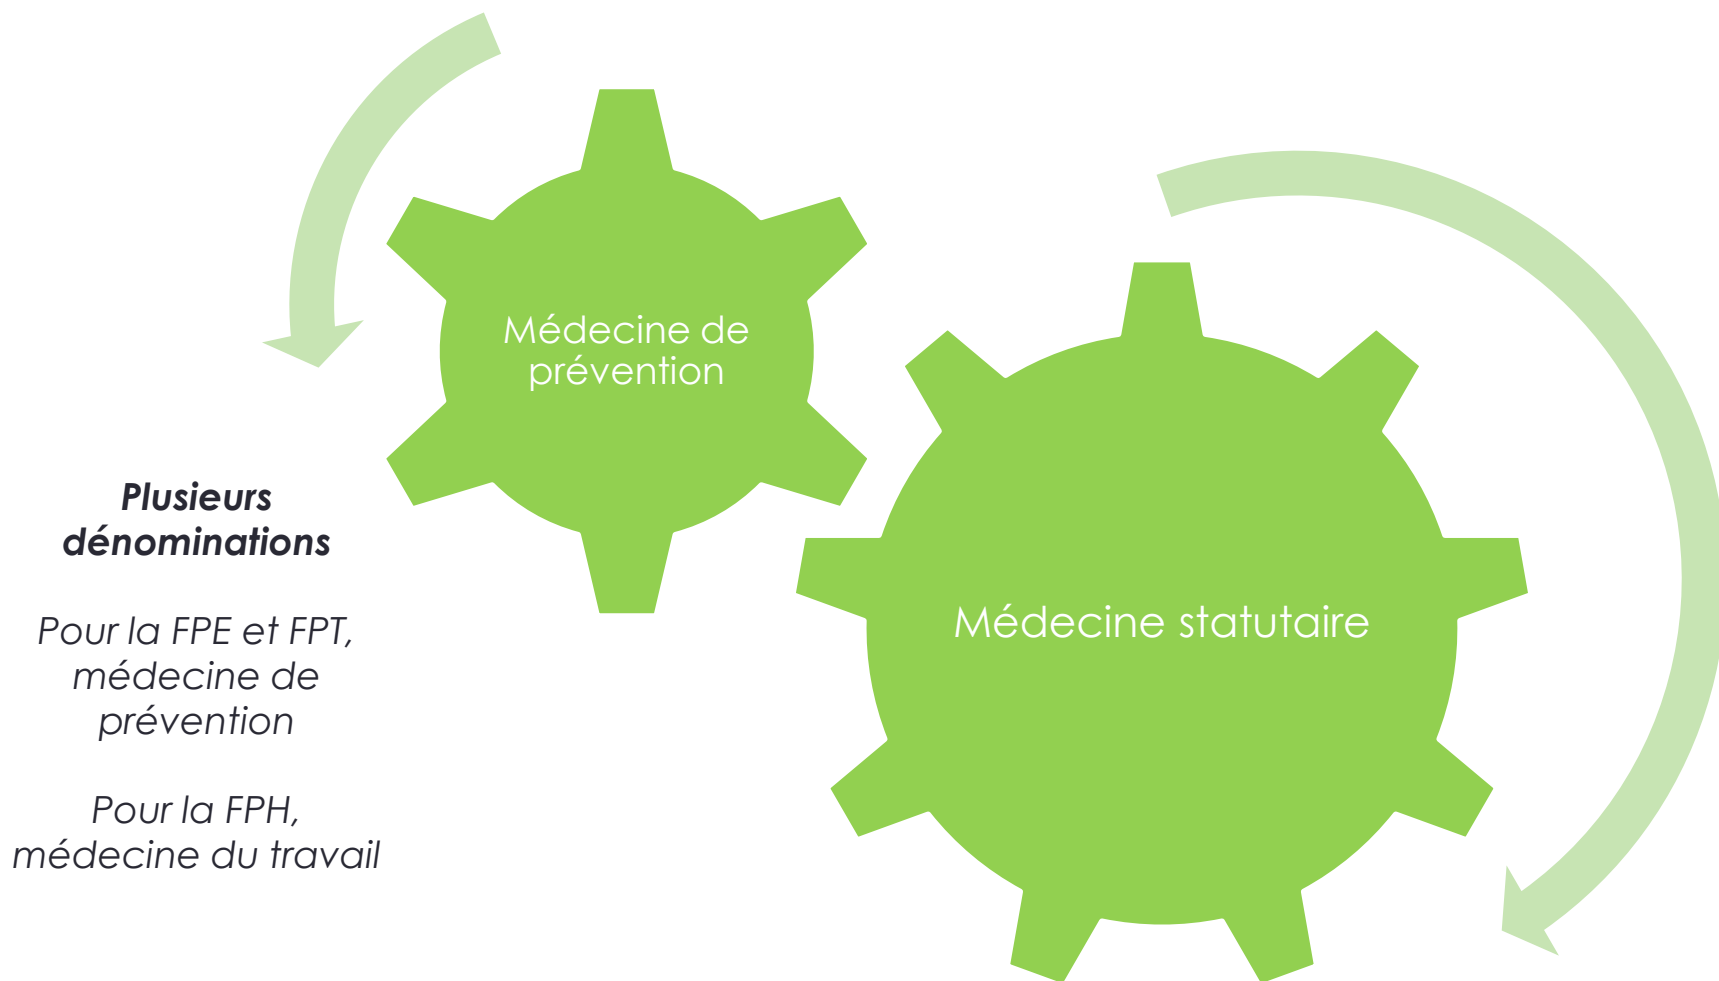 Médecine de
prévention
Médecine statutaire
Plusieurs
dénominations
Pour la FPE et FPT,
médecine de
prévention
Pour la FPH,
médecine du travail